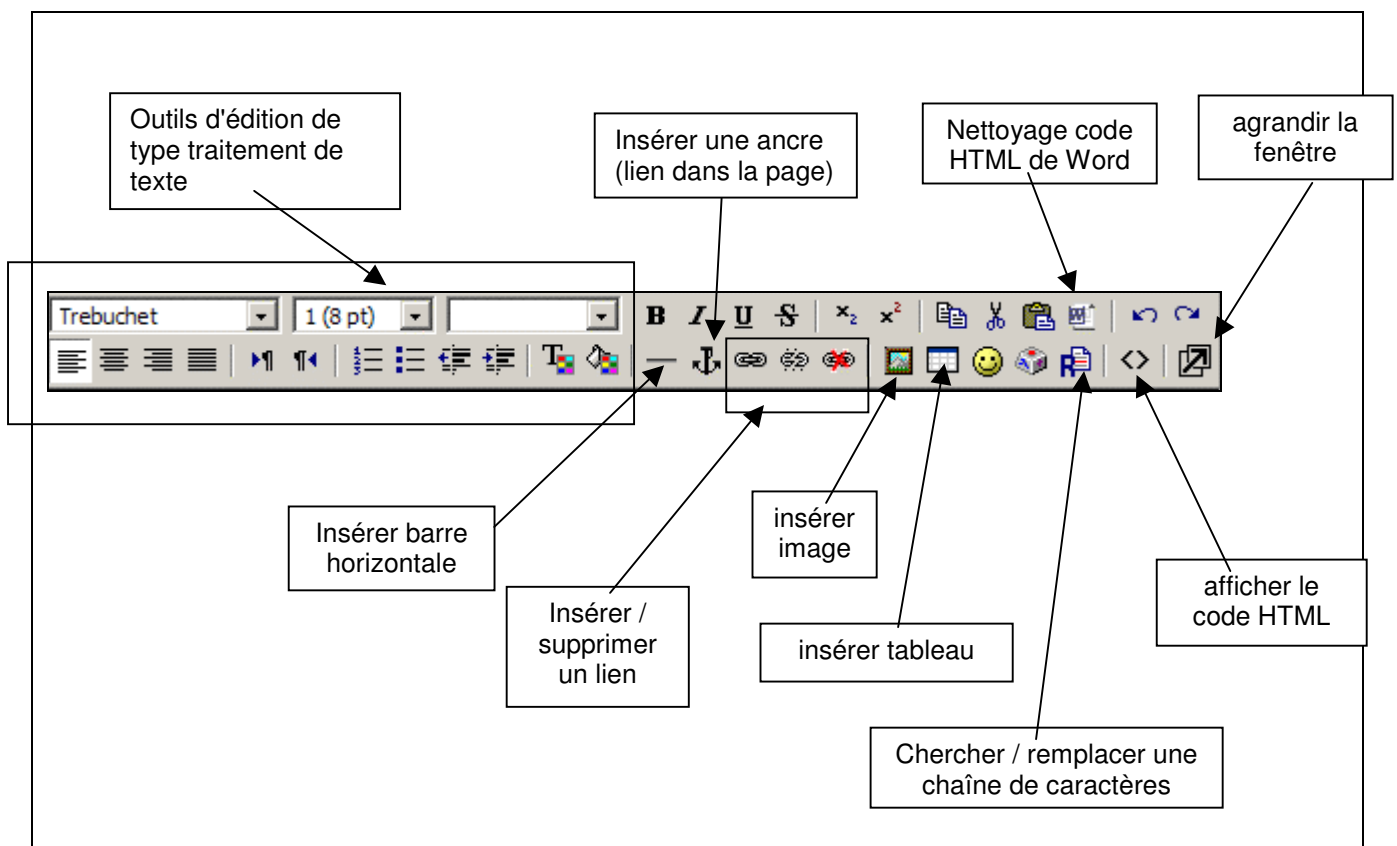 Outils d'édition de
type traitement de
texte
Insérer une ancre
(lien dans la page)
Nettoyage code
HTML de Word
agrandir la
fenêtre
Trebuchet
1 (8 pt)
B I U S x₂ x²
Insérer barre
horizontale
Insérer /
supprimer
un lien
insérer
image
insérer tableau
afficher le
code HTML
Chercher / remplacer une
chaîne de caractères